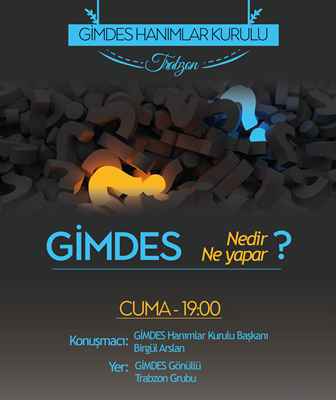 GİMDES HANIMLAR KURULU
Trabzon
GİMDES Nedir
Ne yapar ?
CUMA - 19:00
Konuşmacı: GİMDES Hanımlar Kurulu Başkanı
Birgül Arslan
Yer: GİMDES Gönüllü
Trabzon Grubu